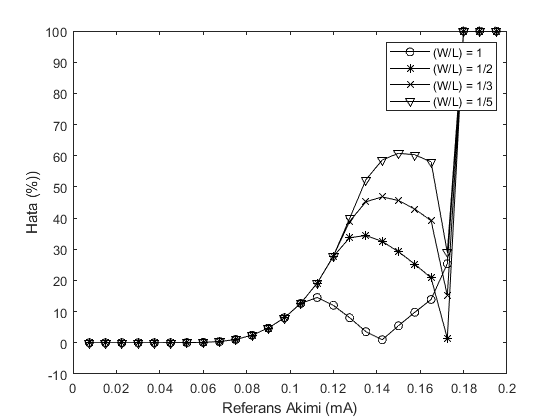 100
90
80
70
60
50
40
30
20
10
0
-10
Hata (%))
(W/L) = 1
(W/L) = 1/2
(W/L) = 1/3
(W/L) = 1/5
0 0.02 0.04 0.06 0.08 0.1 0.12 0.14 0.16 0.18 0.2
Referans Akimi (mA)